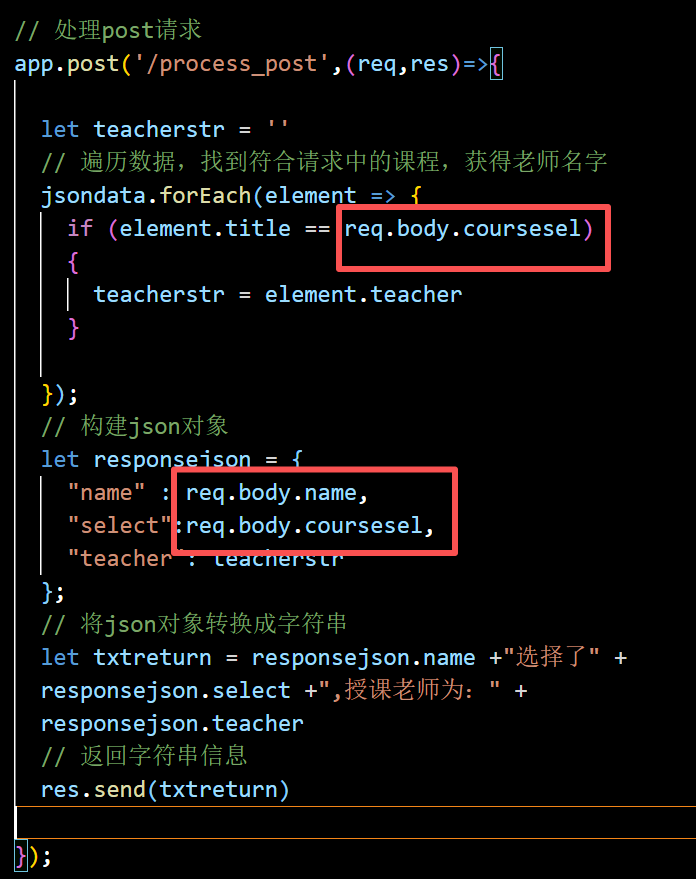 // 处理post请求
app.post('/process_post',(req,res)=>{
let teacherstr = ''
// 遍历数据，找到符合请求中的课程，获得老师名字
jsondata.forEach(element => {
if (element.title == req.body.coursesel)
{
teacherstr = element.teacher
}
});
// 构建json对象
let responsejson = {
"name" : req.body.name,
"select":req.body.coursesel,
"teacher": teacherstr
};
// 将json对象转换成字符串
let txtreturn = responsejson.name +"选择了" +
responsejson.select +",授课老师为：" +
responsejson.teacher
// 返回字符串信息
res.send(txtreturn)
});